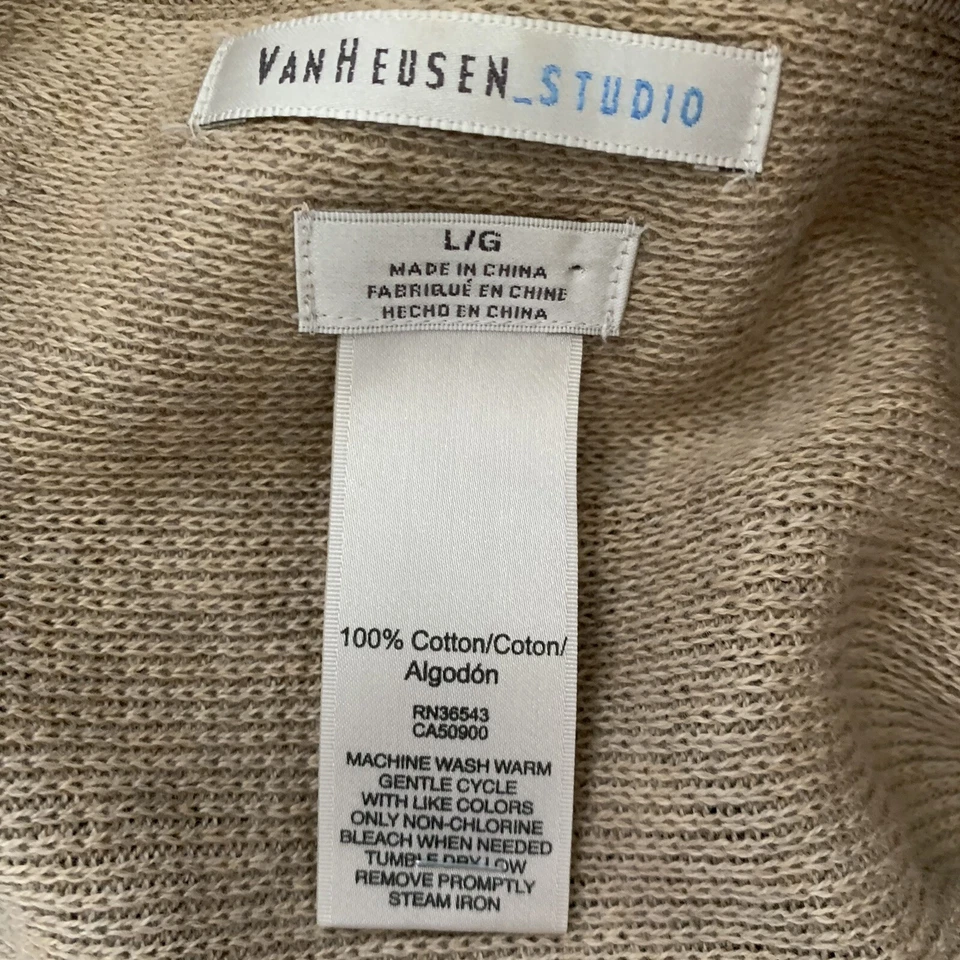 VAN HEUSEN_STUDIO
L/G
MADE IN CHINA
FABRIQUÉ EN CHINE
HECHO EN CHINA
100% Cotton/Coton/
Algodón
RN36543
CA50900
MACHINE WASH WARM
GENTLE CYCLE
WITH LIKE COLORS
ONLY NON-CHLORINE
BLEACH WHEN NEEDED
TUMBLE DRY LOW
REMOVE PROMPTLY
STEAM IRON